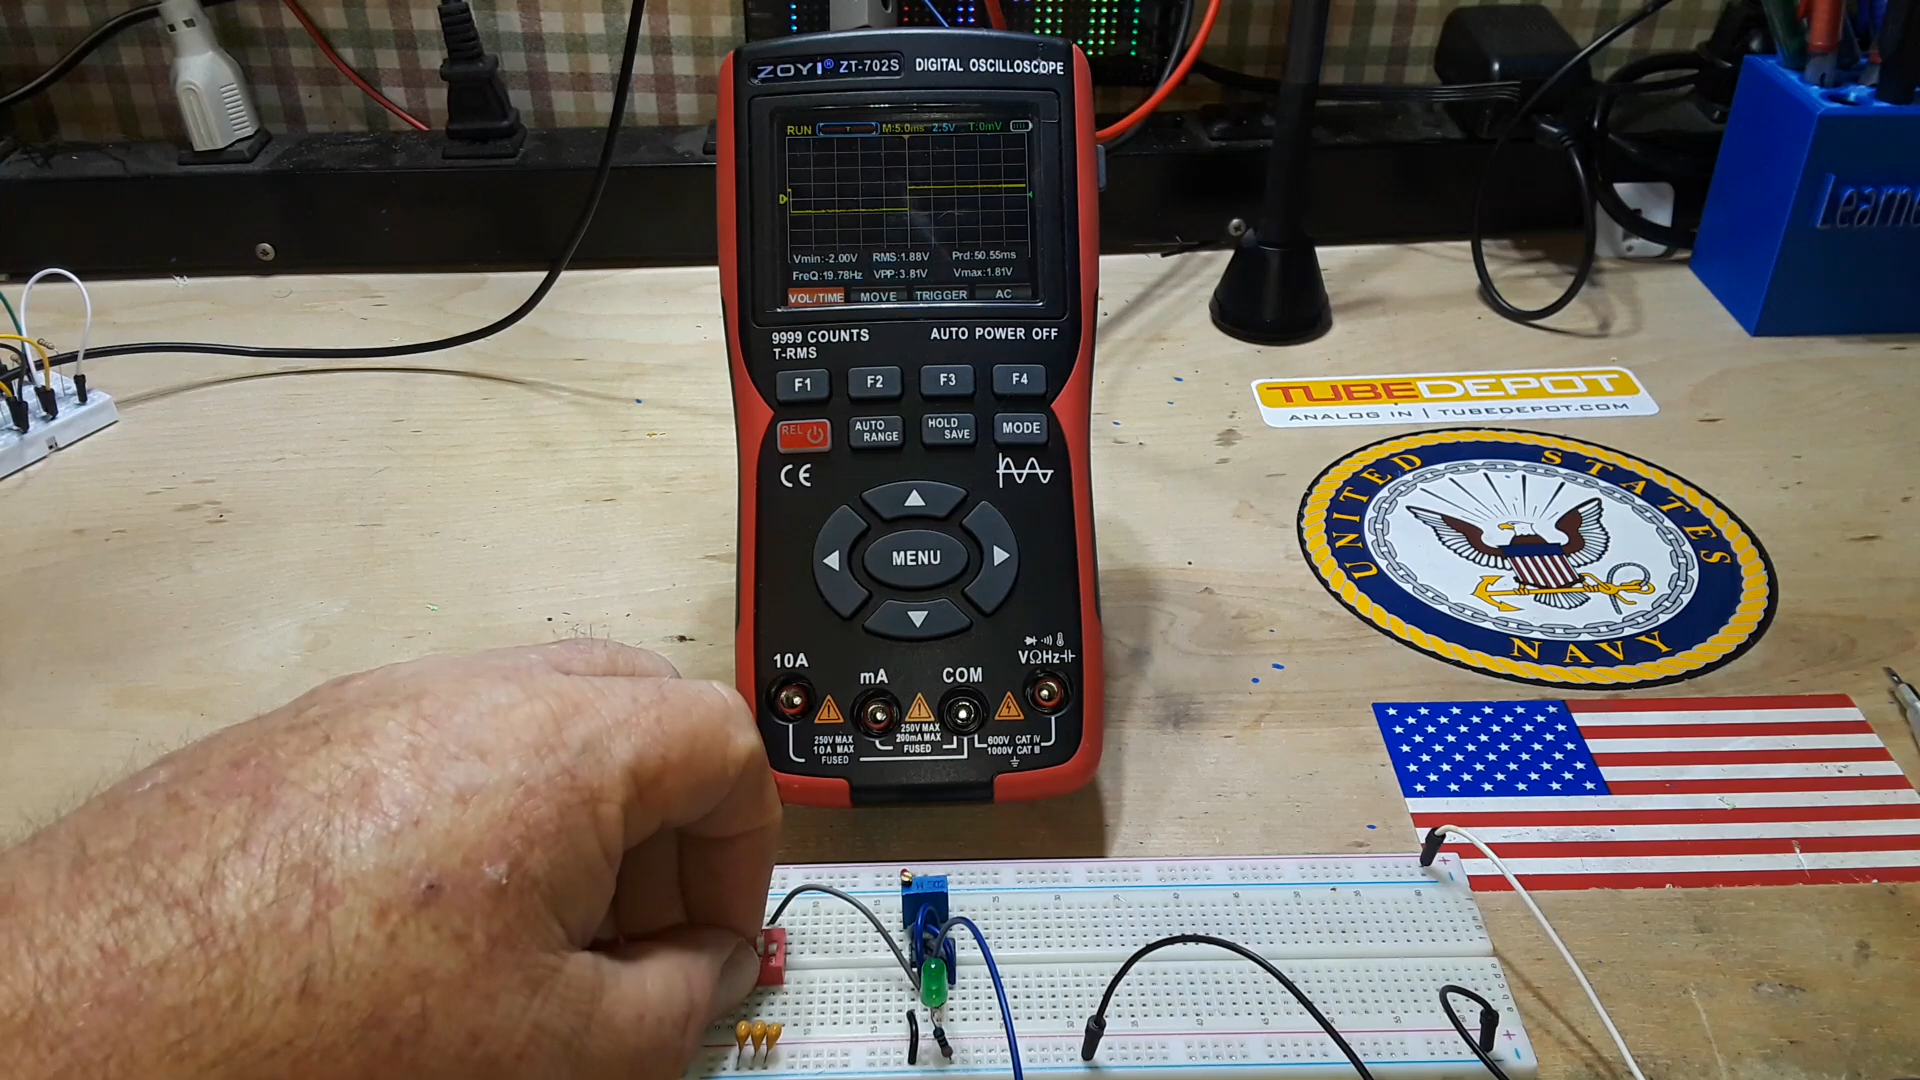 ZOYI® ZT-702S DIGITAL OSCILLOSCOPE
RUN T M:5.0ms 2.5V T:0mV
D
Vmin:-2.00V RMS:1.88V Prd:50.55ms
FreQ:19.78Hz VPP:3.81V Vmax:1.81V
VOL/TIME MOVE TRIGGER AC
9999 COUNTS AUTO POWER OFF
T-RMS
F1 F2 F3 F4
REL AUTO RANGE HOLD SAVE MODE
CE
MENU
10A mA COM VΩHz
250V MAX
10A MAX
FUSED
250V MAX
200mA MAX
FUSED
600V CAT IV
1000V CAT III
Learne
TUBEDEPOT
ANALOG IN | TUBEDEPOT.COM
UNITED STATES
NAVY
W 502
3